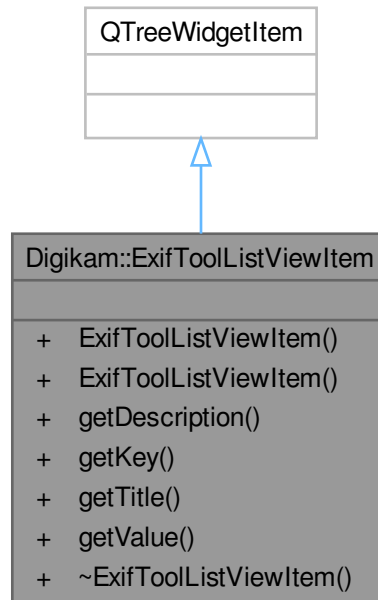 QTreeWidgetItem
Digikam::ExifToolListViewItem
+ ExifToolListViewItem()
+ ExifToolListViewItem()
+ getDescription()
+ getKey()
+ getTitle()
+ getValue()
+ ~ExifToolListViewItem()